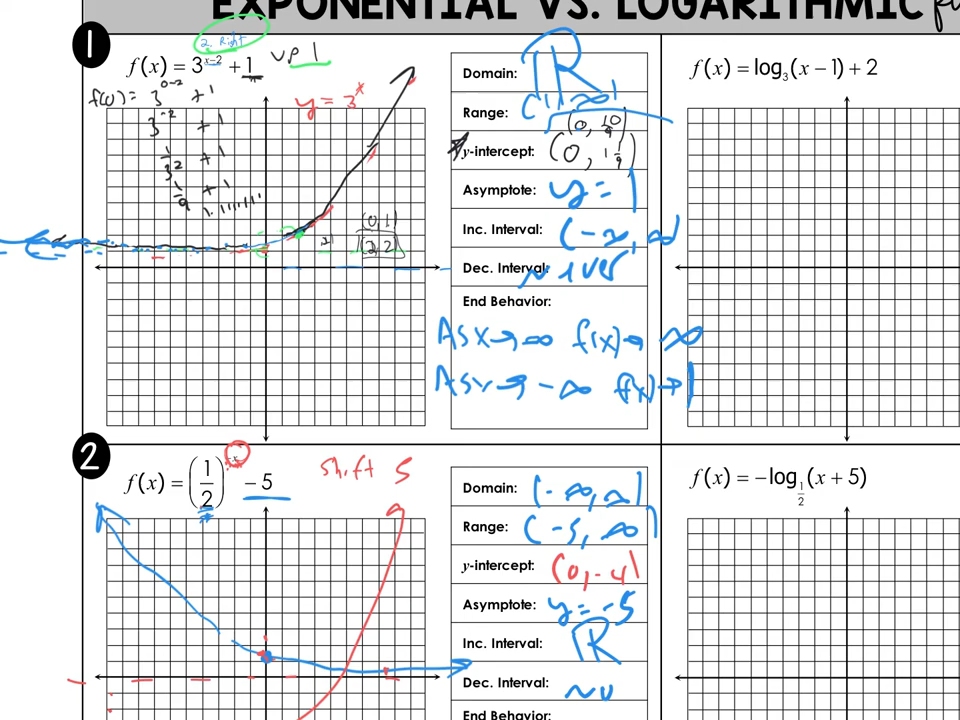 EXPONENTIAL VS. LOGARITHMIC
1
2 Right
f(x) = 3^{x-2} + 1
up 1
f(0) = 3^{0-2} + 1
3^{-2} + 1
1/3^2 + 1
1/9 + 1
1.111111
y = 3^x
(0, 1)
(2, 2)
Domain: ℝ
Range: (1, ∞)
(0, 10/9)
y-intercept: (0, 1 1/9)
Asymptote: y = 1
Inc. Interval: (-∞, ∞)
Dec. Interval:
End Behavior:
As x → ∞ f(x) → ∞
As x → -∞ f(x) → 1
f(x) = log_3(x − 1) + 2
2
f(x) = (1/2) − 5
shift 5
Domain: (-∞, ∞)
Range: (-5, ∞)
y-intercept: (0, -4)
Asymptote: y = -5
Inc. Interval: ℝ
Dec. Interval:
End Behavior:
f(x) = −log_{1/2}(x + 5)